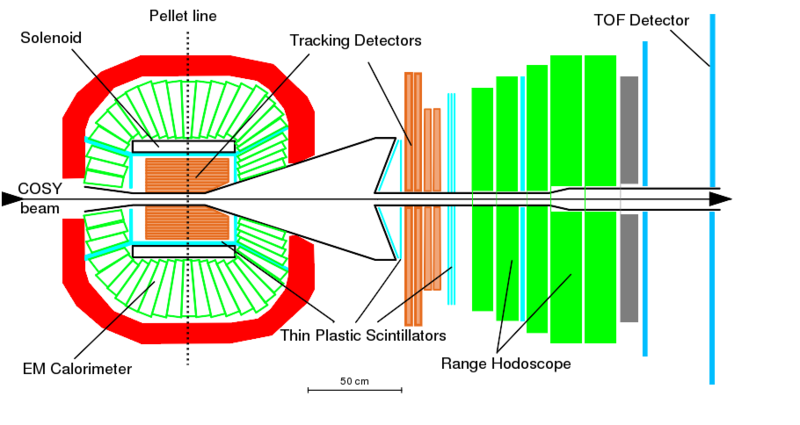 Pellet line
TOF Detector
Solenoid
Tracking Detectors
COSY
beam
Thin Plastic Scintillators
Range Hodoscope
EM Calorimeter
50 cm